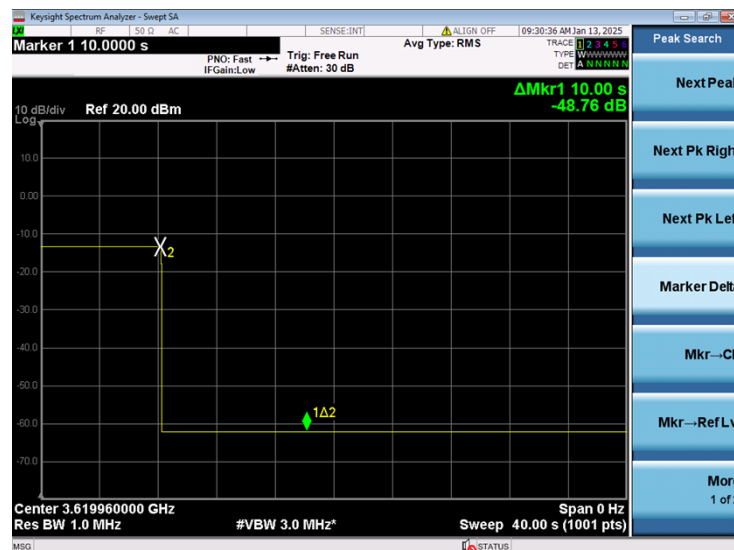 Keysight Spectrum Analyzer - Swept SA
RF 50 Ω AC SENSE:INT ALIGN OFF 09:30:36 AM Jan 13, 2025
Marker 1 10.0000 s
Avg Type: RMS
TRACE 1 2 3 4 5 6
TYPE WWWWWW
DET A N N N N N
PNO: Fast
IFGain:Low
Trig: Free Run
#Atten: 30 dB
ΔMkr1 10.00 s
-48.76 dB
10 dB/div
Log
Ref 20.00 dBm
10.0
0.00
-10.0
-20.0
-30.0
-40.0
-50.0
-60.0
-70.0
2
1Δ2
Center 3.619960000 GHz
Span 0 Hz
Res BW 1.0 MHz
#VBW 3.0 MHz*
Sweep 40.00 s (1001 pts)
MSG
STATUS
Peak Search
Next Pea
Next Pk Righ
Next Pk Lef
Marker Delt
Mkr→C
Mkr→Ref Lv
Mor
1 of